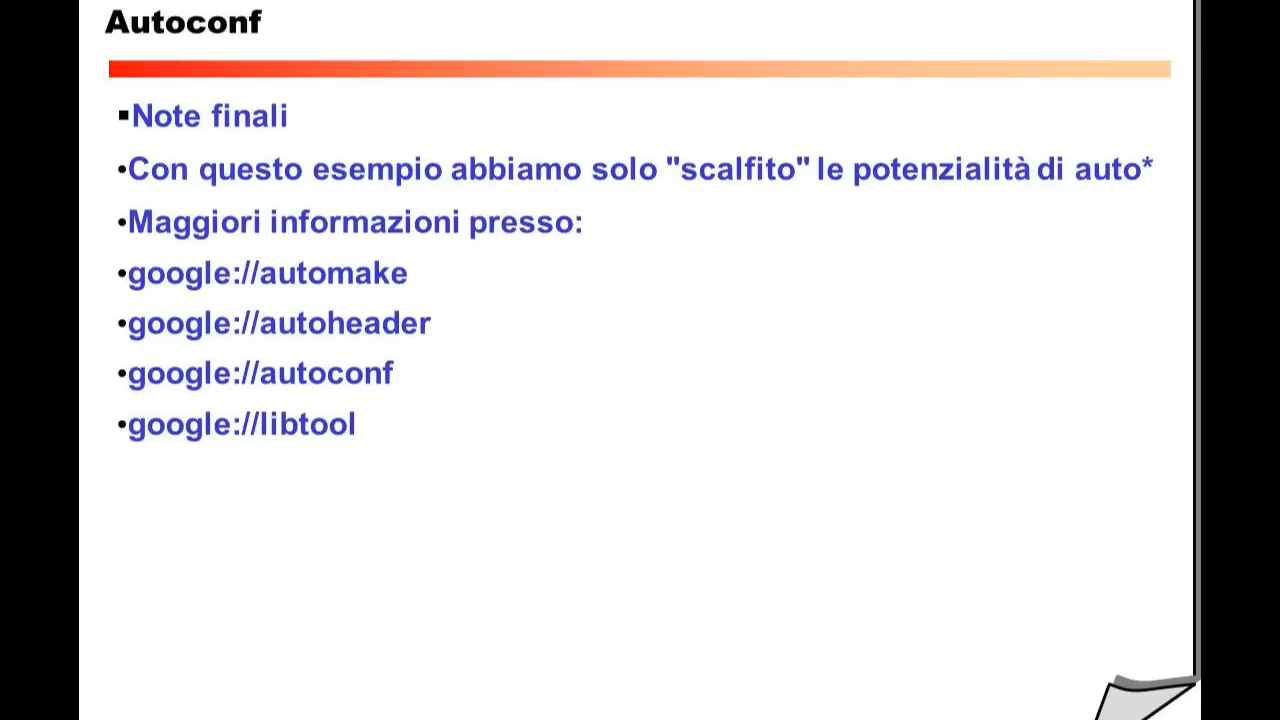 Autoconf
▪Note finali
•Con questo esempio abbiamo solo "scalfito" le potenzialità di auto*
•Maggiori informazioni presso:
•google://automake
•google://autoheader
•google://autoconf
•google://libtool